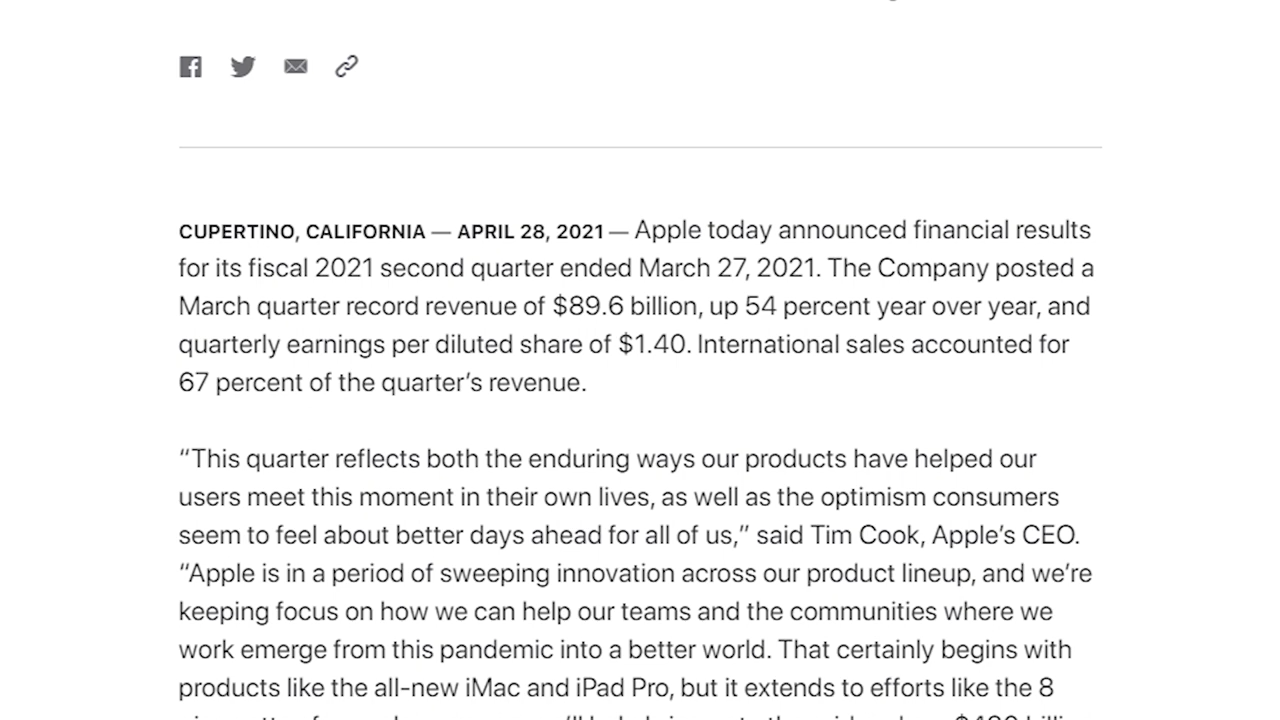 CUPERTINO, CALIFORNIA — APRIL 28, 2021 — Apple today announced financial results
for its fiscal 2021 second quarter ended March 27, 2021. The Company posted a
March quarter record revenue of $89.6 billion, up 54 percent year over year, and
quarterly earnings per diluted share of $1.40. International sales accounted for
67 percent of the quarter’s revenue.
“This quarter reflects both the enduring ways our products have helped our
users meet this moment in their own lives, as well as the optimism consumers
seem to feel about better days ahead for all of us,” said Tim Cook, Apple’s CEO.
“Apple is in a period of sweeping innovation across our product lineup, and we’re
keeping focus on how we can help our teams and the communities where we
work emerge from this pandemic into a better world. That certainly begins with
products like the all-new iMac and iPad Pro, but it extends to efforts like the 8